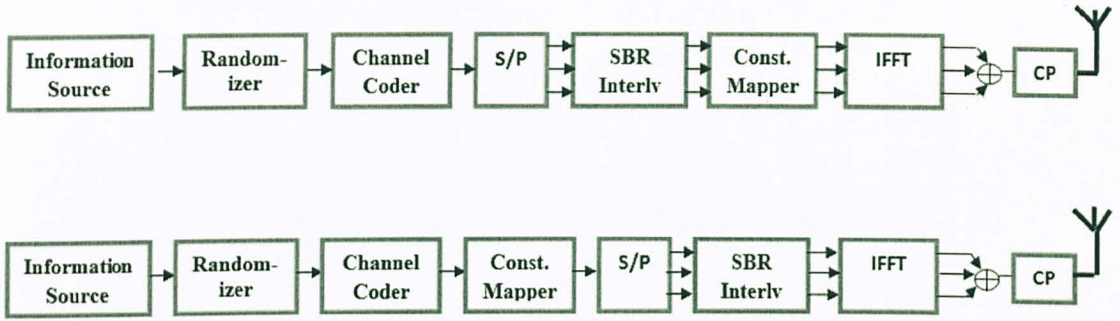 Information
Source
Random-
izer
Channel
Coder
S/P
SBR
Interlv
Const.
Mapper
IFFT
CP
Information
Source
Random-
izer
Channel
Coder
Const.
Mapper
S/P
SBR
Interlv
IFFT
CP